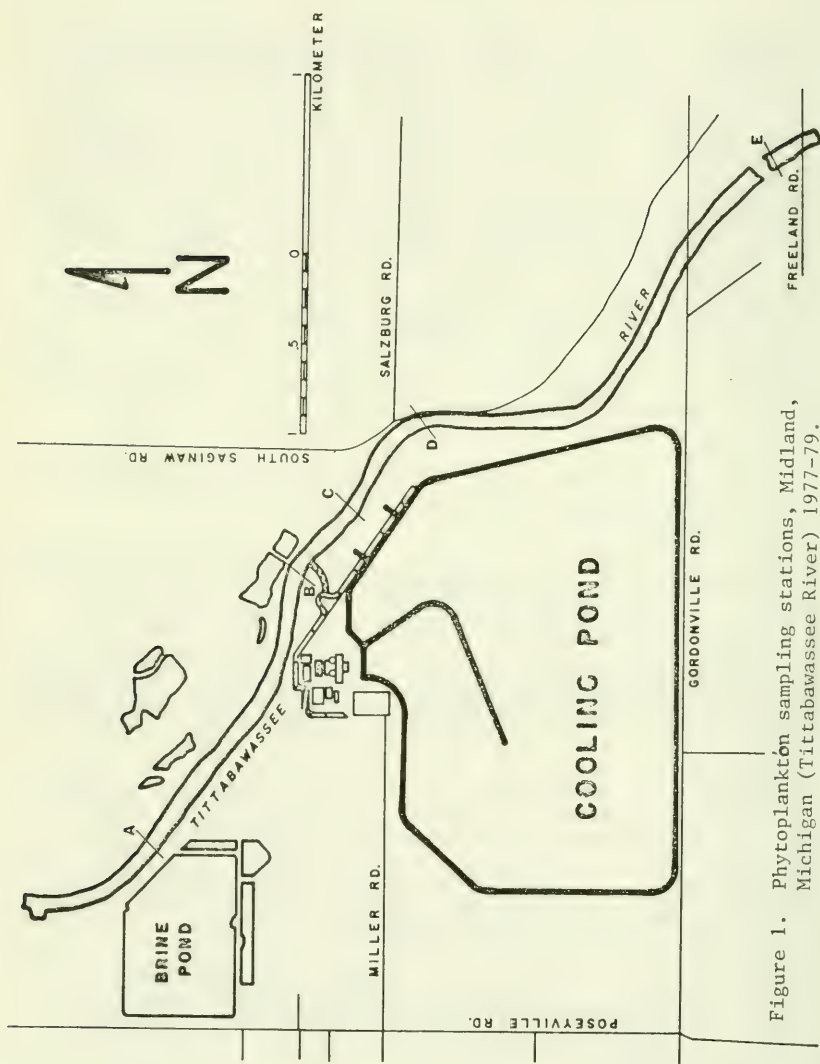 N
1 .5 0 1
KILOMETER
SOUTH SAGINAW RD.
SALZBURG RD.
A
BRINE
POND
TITTABAWASSEE
B
C
D
RIVER
E
FREELAND RD.
MILLER RD.
COOLING POND
POSEYVILLE RD.
GORDONVILLE RD.
Figure 1. Phytoplankton sampling stations, Midland,
Michigan (Tittabawassee River) 1977-79.